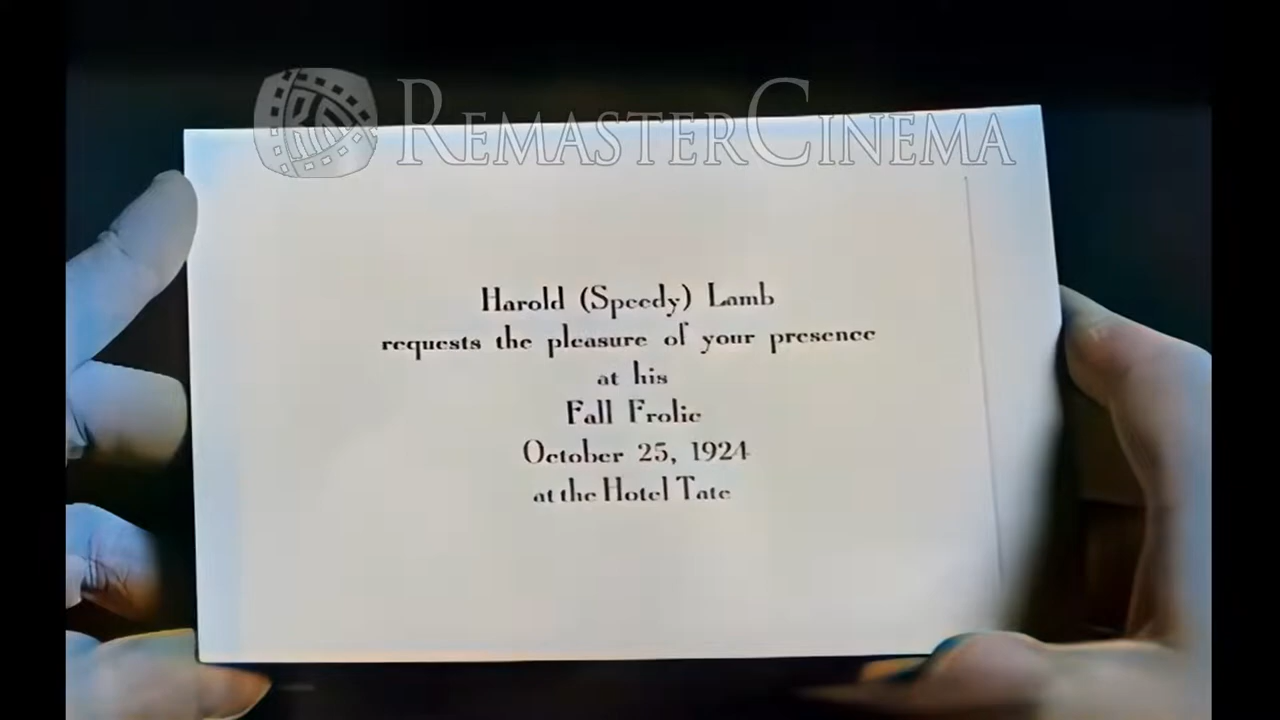 REMASTERCINEMA
Harold (Speedy) Lamb
requests the pleasure of your presence
at his
Fall Frolic
October 25, 1924
at the Hotel Tate